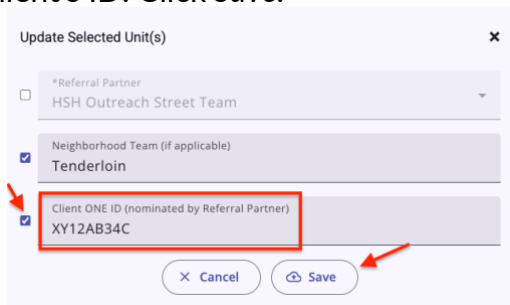 Update Selected Unit(s)
*Referral Partner
HSH Outreach Street Team
Neighborhood Team (if applicable)
Tenderloin
Client ONE ID (nominated by Referral Partner)
XY12AB34C
Cancel Save